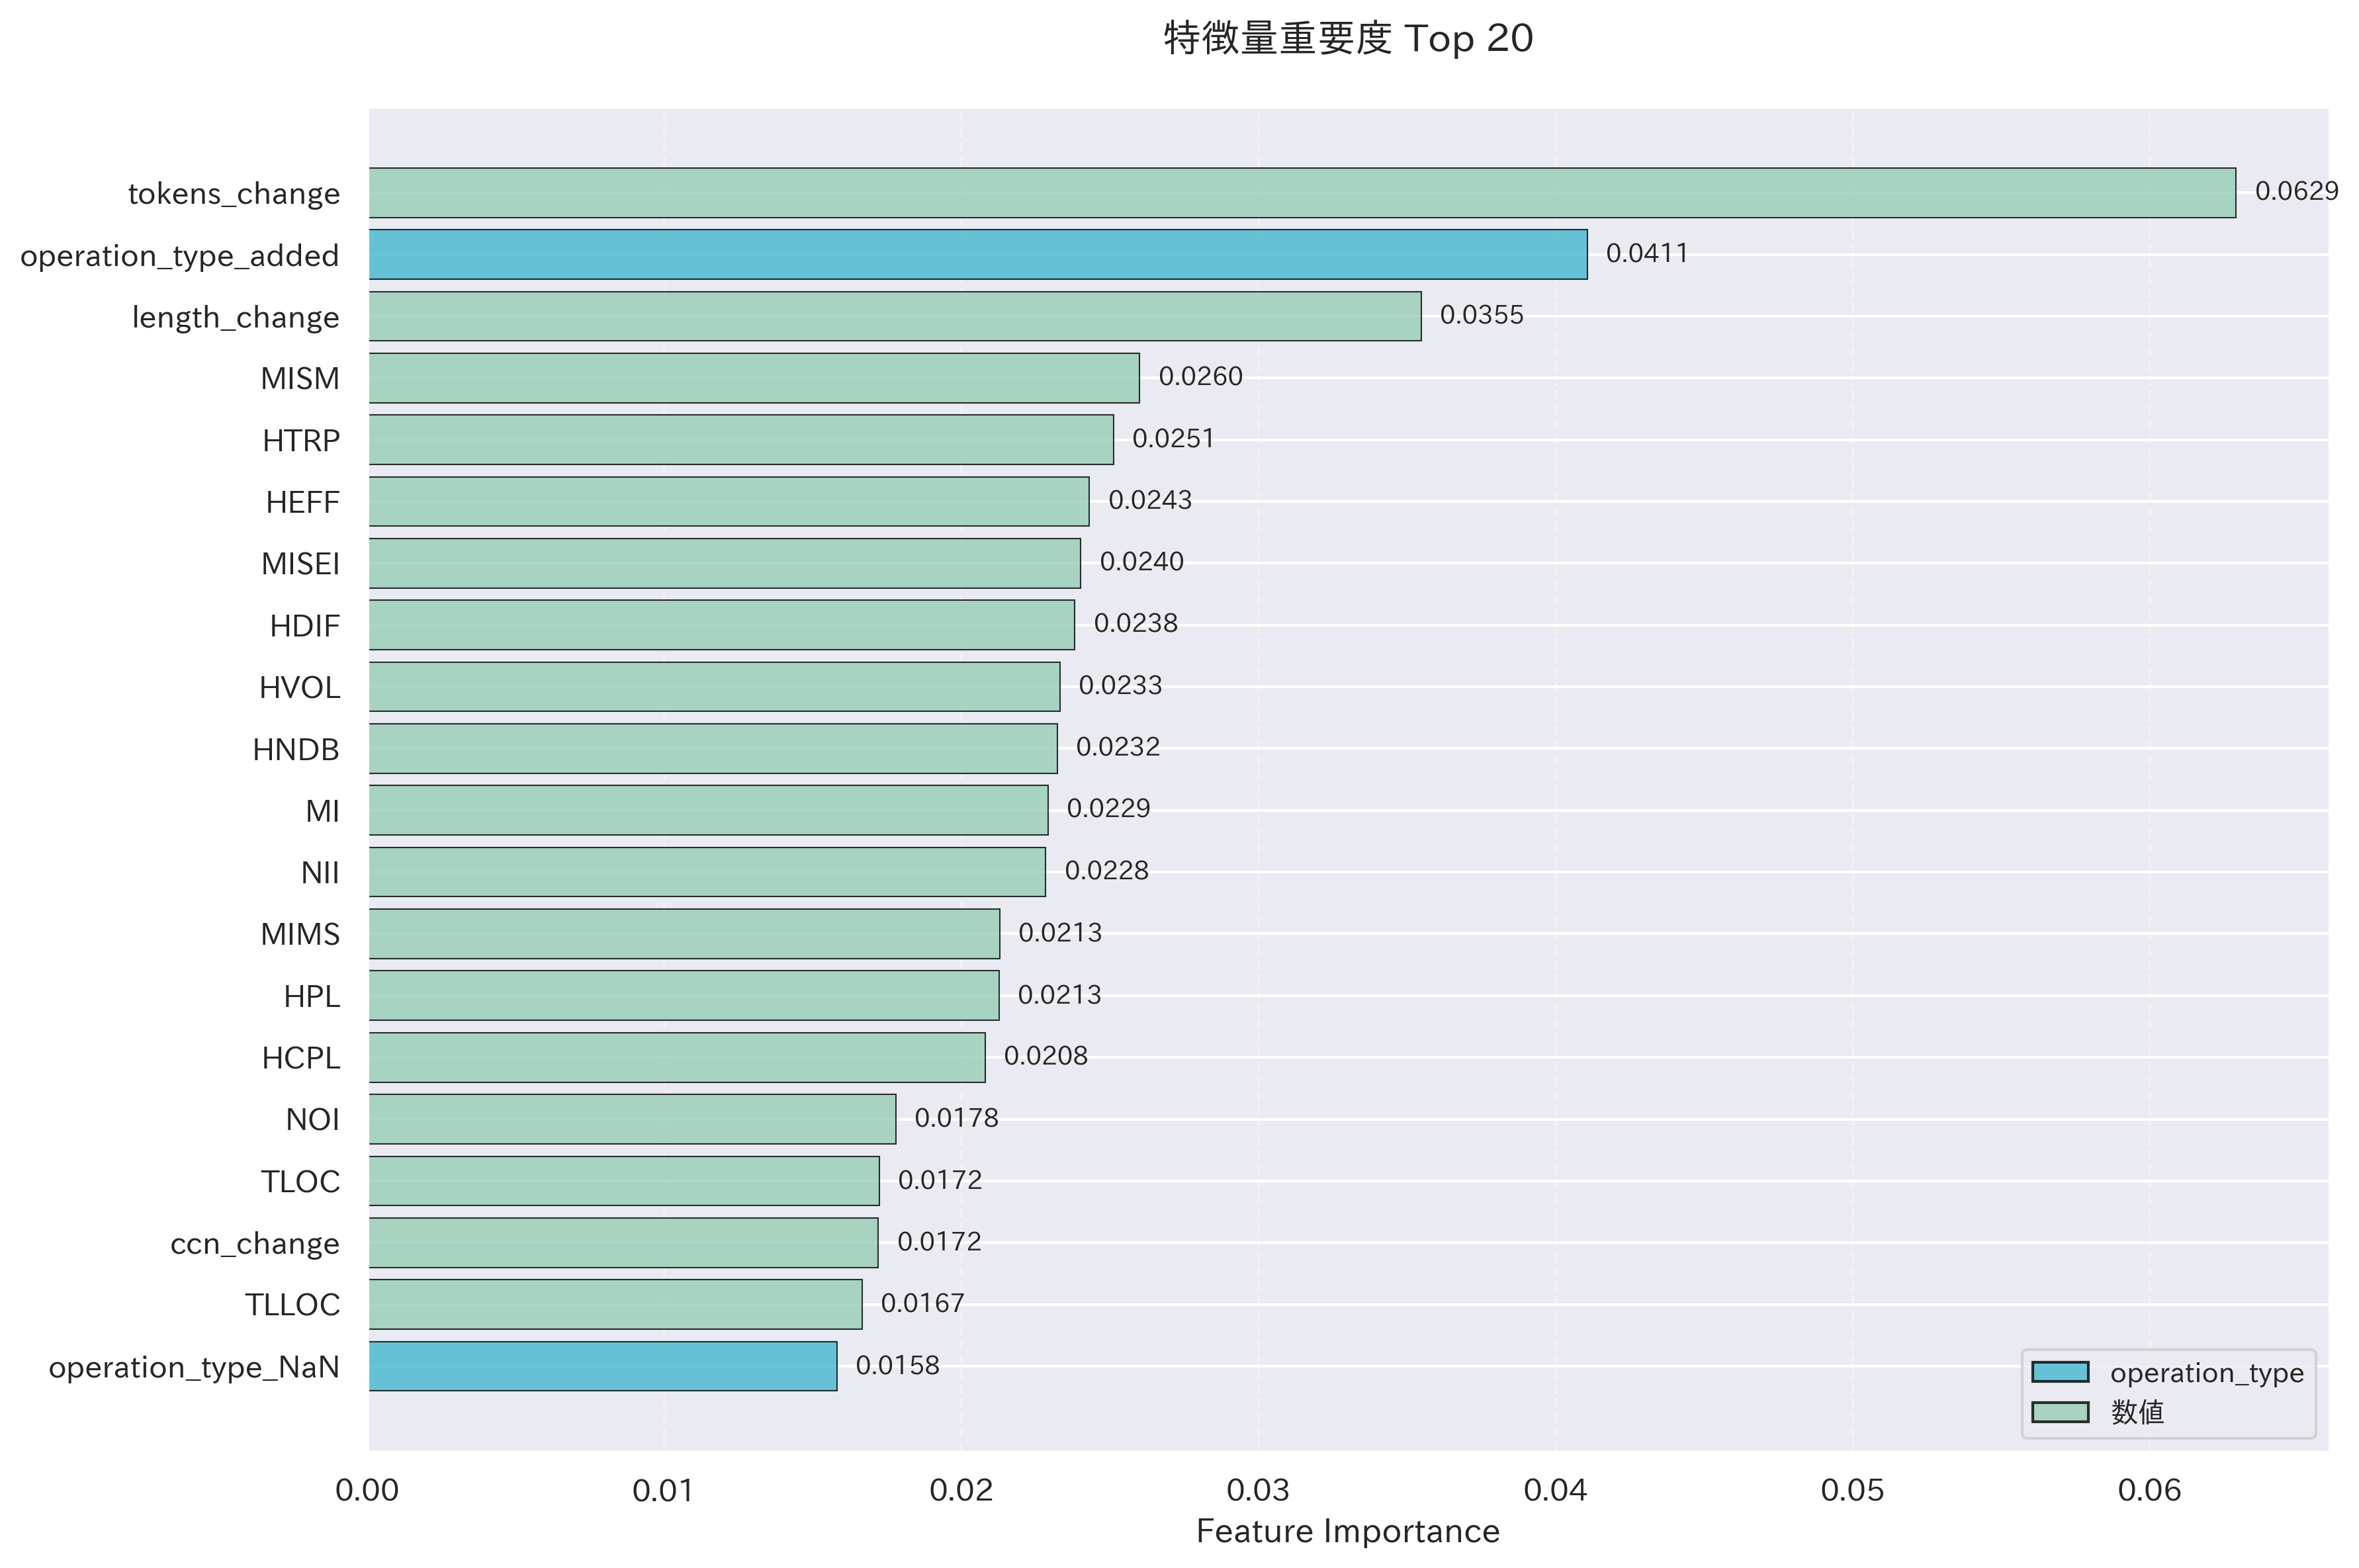 特徴量重要度 Top 20
tokens_change 0.0629
operation_type_added 0.0411
length_change 0.0355
MISM 0.0260
HTRP 0.0251
HEFF 0.0243
MISEI 0.0240
HDIF 0.0238
HVOL 0.0233
HNDB 0.0232
MI 0.0229
NII 0.0228
MIMS 0.0213
HPL 0.0213
HCPL 0.0208
NOI 0.0178
TLOC 0.0172
ccn_change 0.0172
TLLOC 0.0167
operation_type_NaN 0.0158
operation_type
数値
0.00 0.01 0.02 0.03 0.04 0.05 0.06
Feature Importance